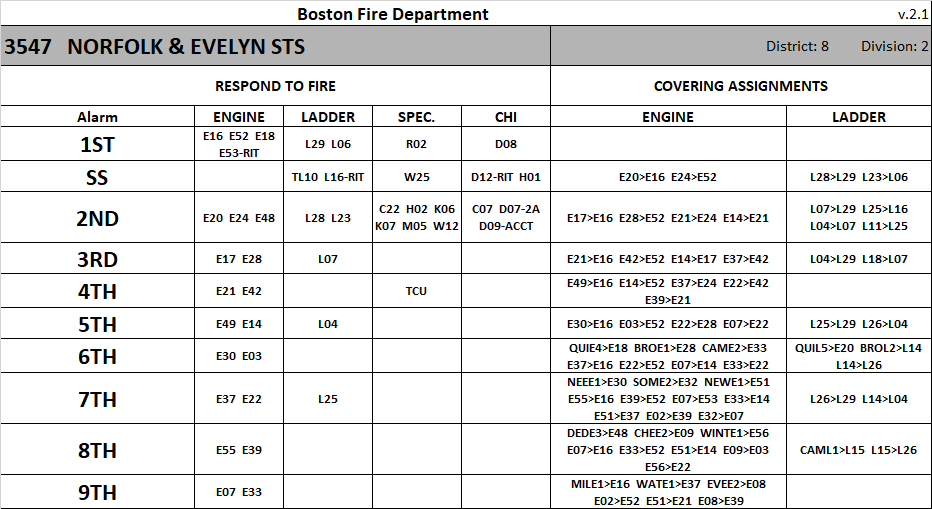 Boston Fire Department v.2.1
3547 NORFOLK & EVELYN STS District: 8 Division: 2
RESPOND TO FIRE COVERING ASSIGNMENTS
Alarm ENGINE LADDER SPEC. CHI ENGINE LADDER
1ST E16 E52 E18 L29 L06 R02 D08
E53-RIT
SS TL10 L16-RIT W25 D12-RIT H01 E20>E16 E24>E52 L28>L29 L23>L06
2ND E20 E24 E48 L28 L23 C22 H02 K06 C07 D07-2A E17>E16 E28>E52 E21>E24 E14>E21 L07>L29 L25>L16
K07 M05 W12 D09-ACCT L04>L07 L11>L25
3RD E17 E28 L07 E21>E16 E42>E52 E14>E17 E37>E42 L04>L29 L18>L07
4TH E21 E42 TCU E49>E16 E14>E52 E37>E24 E22>E42
E39>E21
5TH E49 E14 L04 E30>E16 E03>E52 E22>E28 E07>E22 L25>L29 L26>L04
6TH E30 E03 QUIE4>E18 BROE1>E28 CAME2>E33 QUIL5>E20 BROL2>L14
E37>E16 E22>E52 E07>E14 E33>E22 L14>L26
7TH E37 E22 L25 NEEE1>E30 SOME2>E32 NEWE1>E51 L26>L29 L14>L04
E55>E16 E39>E52 E07>E53 E33>E14
E51>E37 E02>E39 E32>E07
8TH E55 E39 DEDE3>E48 CHEE2>E09 WINTE1>E56 CAML1>L15 L15>L26
E07>E16 E33>E52 E51>E14 E09>E03
E56>E22
9TH E07 E33 MILE1>E16 WATE1>E37 EVEE2>E08
E02>E52 E51>E21 E08>E39